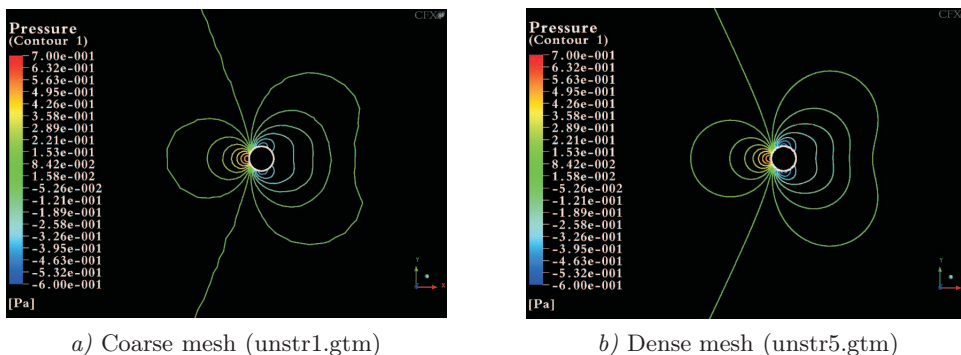 CFX
Pressure
(Contour 1)
7.00e-001
6.32e-001
5.63e-001
4.95e-001
4.26e-001
3.58e-001
2.89e-001
2.21e-001
1.53e-001
8.42e-002
1.58e-002
-5.26e-002
-1.21e-001
-1.89e-001
-2.58e-001
-3.26e-001
-3.95e-001
-4.63e-001
-5.32e-001
-6.00e-001
[Pa]
Y
X
a) Coarse mesh (unstr1.gtm)
CFX
Pressure
(Contour 1)
7.00e-001
6.32e-001
5.63e-001
4.95e-001
4.26e-001
3.58e-001
2.89e-001
2.21e-001
1.53e-001
8.42e-002
1.58e-002
-5.26e-002
-1.21e-001
-1.89e-001
-2.58e-001
-3.26e-001
-3.95e-001
-4.63e-001
-5.32e-001
-6.00e-001
[Pa]
Y
X
b) Dense mesh (unstr5.gtm)